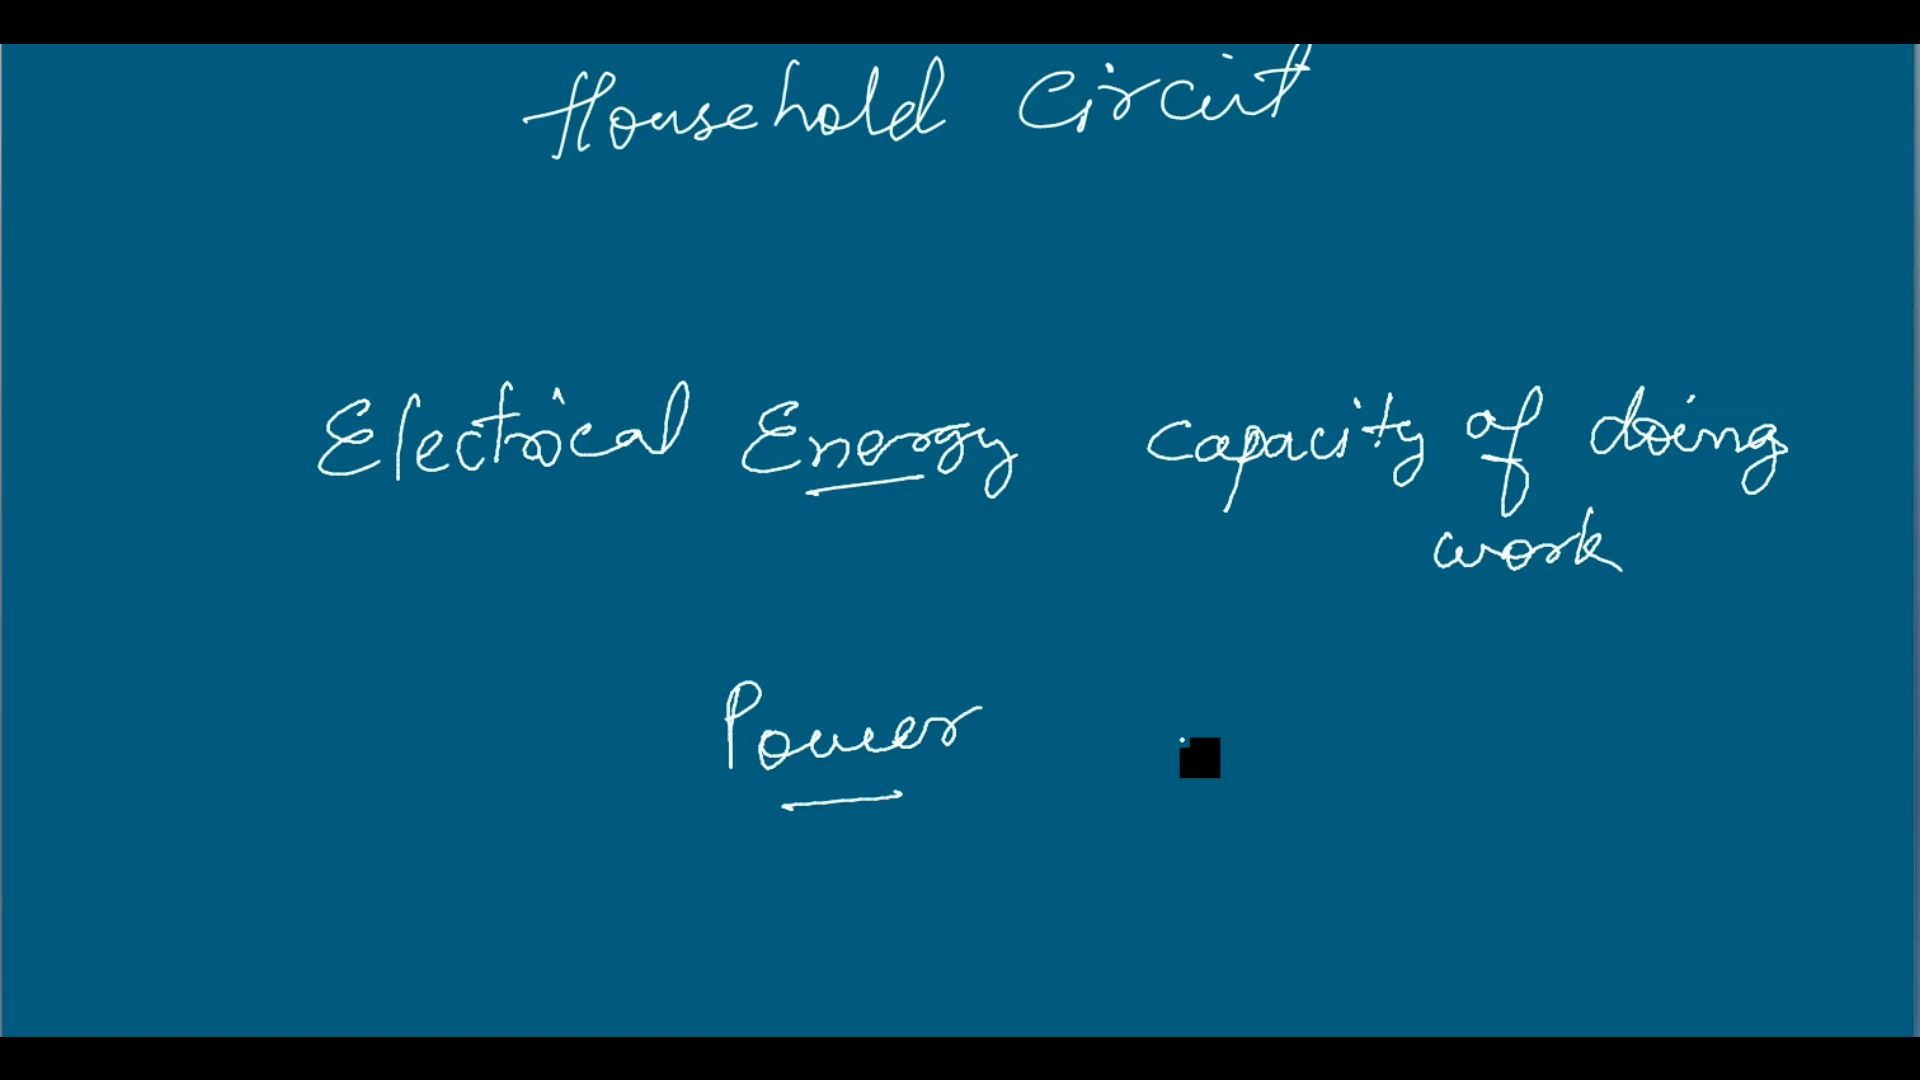 Household Circuit
Electrical Energy capacity of doing
work
Power